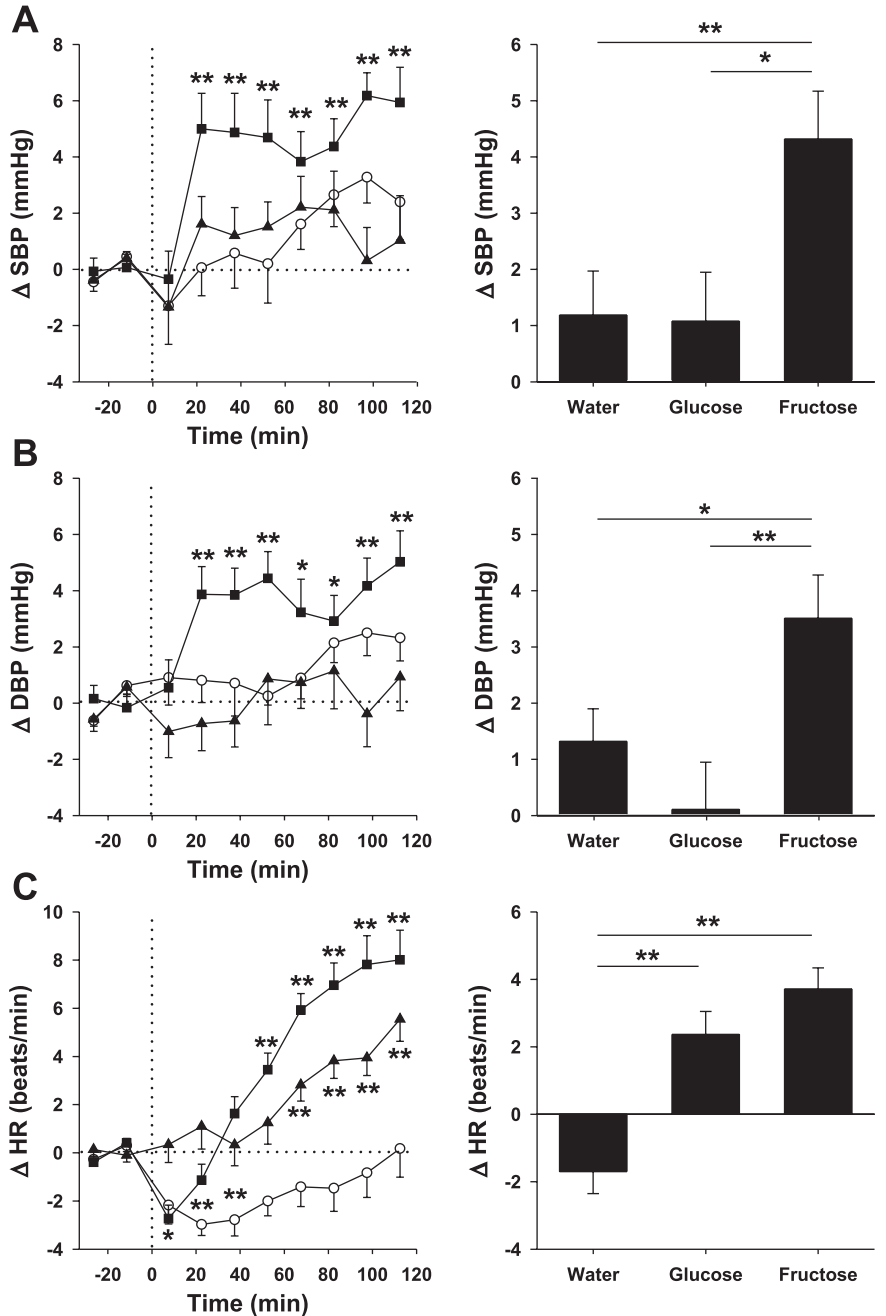 A
8
6
4
2
0
-2
-4
Δ SBP (mmHg)
** ** ** ** ** ** **
-20 0 20 40 60 80 100 120
Time (min)
6
5
4
3
2
1
0
Δ SBP (mmHg)
**
*
Water Glucose Fructose
B
8
6
4
2
0
-2
-4
Δ DBP (mmHg)
** ** ** * * ** **
-20 0 20 40 60 80 100 120
Time (min)
6
5
4
3
2
1
0
Δ DBP (mmHg)
*
**
Water Glucose Fructose
C
10
8
6
4
2
0
-2
-4
Δ HR (beats/min)
** ** ** ** **
** ** ** **
* ** **
-20 0 20 40 60 80 100 120
Time (min)
6
4
2
0
-2
-4
Δ HR (beats/min)
**
**
Water Glucose Fructose